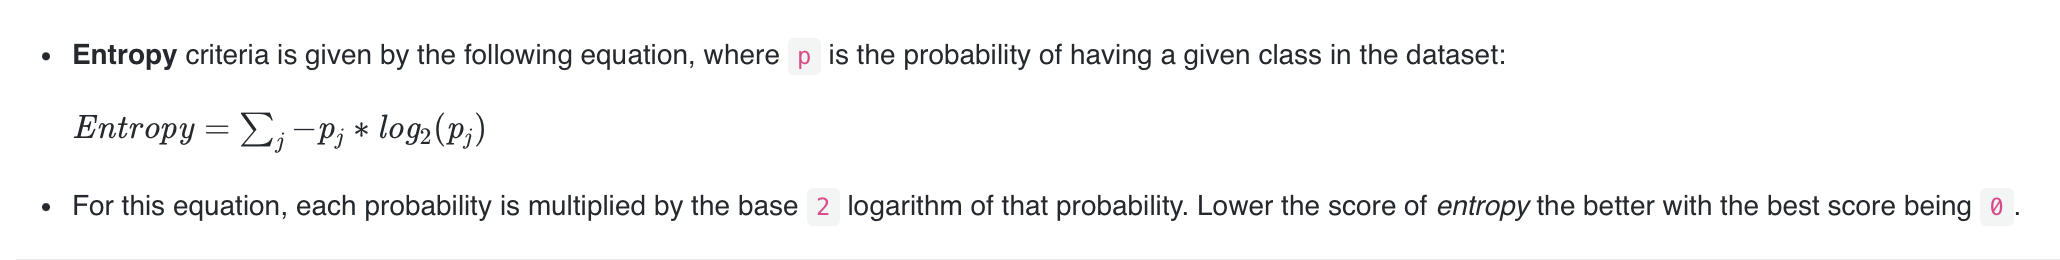 • Entropy criteria is given by the following equation, where p is the probability of having a given class in the dataset:
Entropy = ∑ⱼ −pⱼ ∗ log₂(pⱼ)
• For this equation, each probability is multiplied by the base 2 logarithm of that probability. Lower the score of entropy the better with the best score being 0.